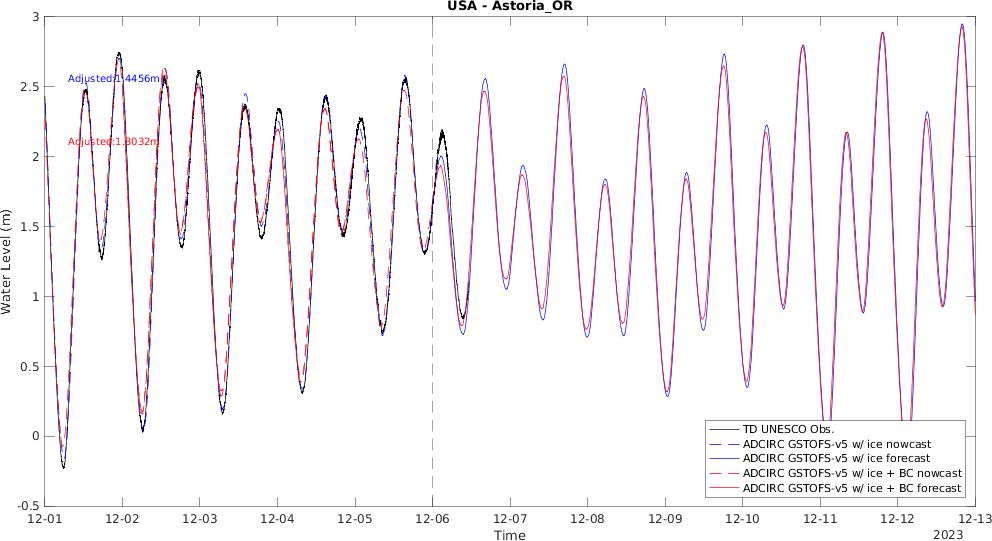 USA - Astoria_OR
3
2.5
2
1.5
1
0.5
0
-0.5
Water Level (m)
Adjusted:1.4456m
Adjusted:1.3032m
TD UNESCO Obs.
ADCIRC GSTOFS-v5 w/ ice nowcast
ADCIRC GSTOFS-v5 w/ ice forecast
ADCIRC GSTOFS-v5 w/ ice + BC nowcast
ADCIRC GSTOFS-v5 w/ ice + BC forecast
12-01 12-02 12-03 12-04 12-05 12-06 12-07 12-08 12-09 12-10 12-11 12-12 12-13
Time
2023